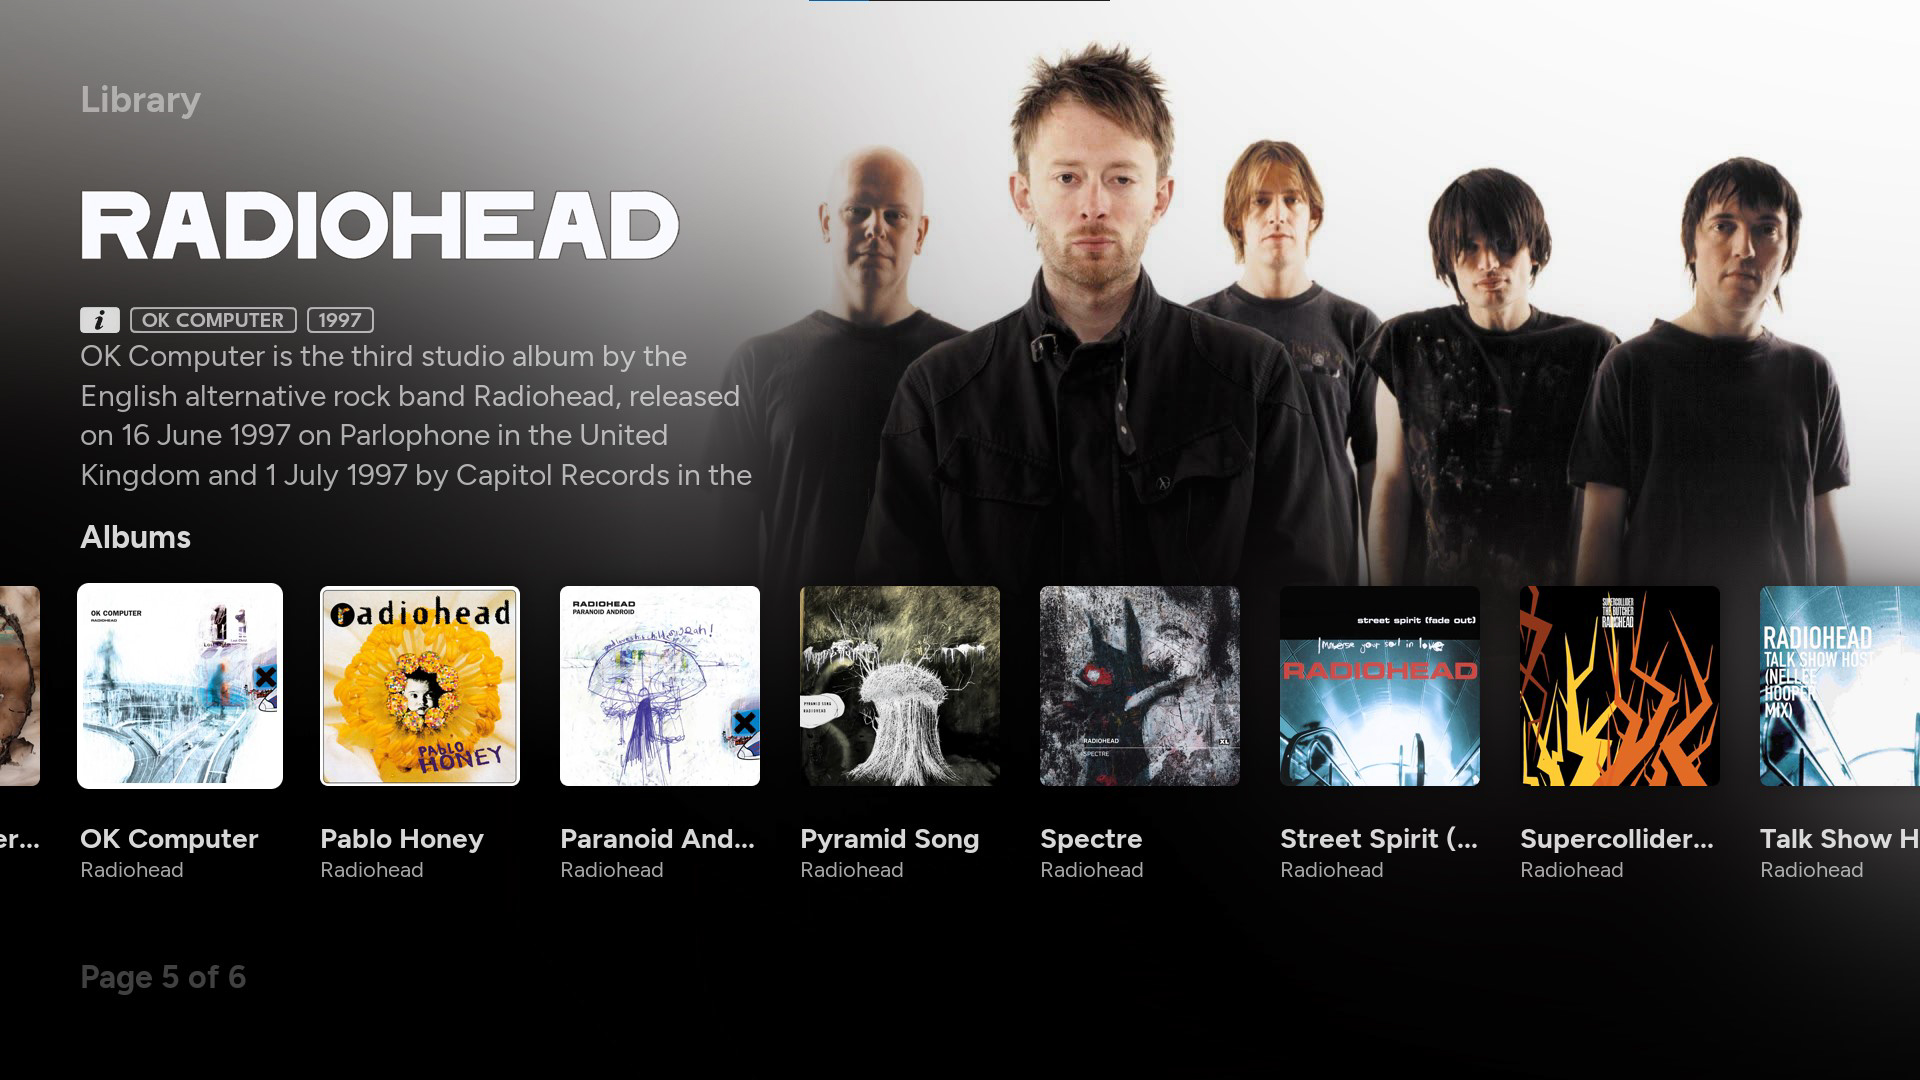 Library
RADIOHEAD
i OK COMPUTER 1997
OK Computer is the third studio album by the
English alternative rock band Radiohead, released
on 16 June 1997 on Parlophone in the United
Kingdom and 1 July 1997 by Capitol Records in the
Albums
OK COMPUTER
RADIOHEAD
radiohead
PABLO
HONEY
RADIOHEAD
PARANOID ANDROID
PYRAMID SONG
RADIOHEAD
RADIOHEAD
XL
SPECTRE
street spirit (fade out)
Immerse your soul in love
RADIOHEAD
SUPERCOLLIDER
THE BUTCHER
RADIOHEAD
RADIOHEAD
TALK SHOW HOST
(NELLEE
HOOPER
MIX)
er...
OK Computer
Radiohead
Pablo Honey
Radiohead
Paranoid And...
Radiohead
Pyramid Song
Radiohead
Spectre
Radiohead
Street Spirit (...
Radiohead
Supercollider...
Radiohead
Talk Show H
Radiohead
Page 5 of 6